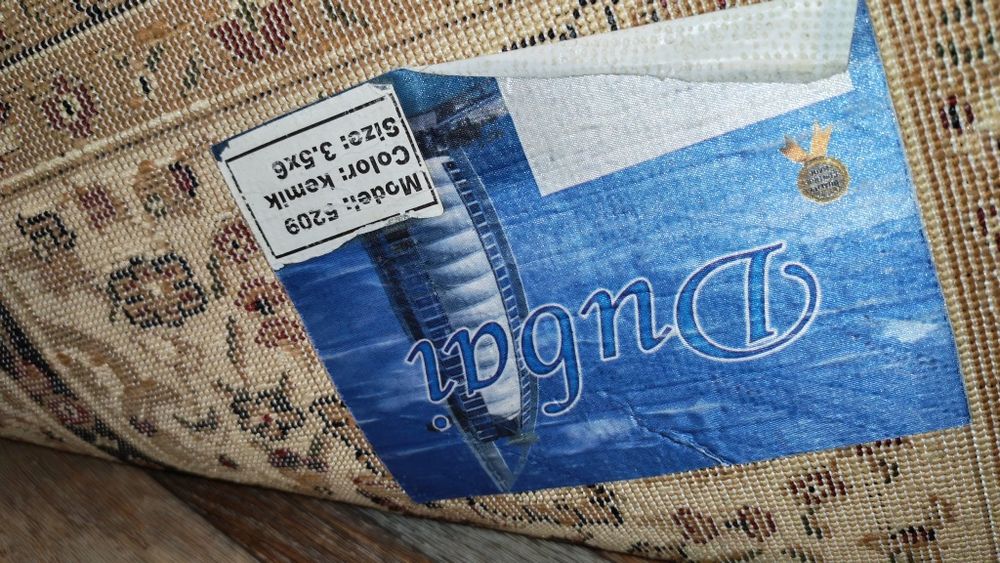 Dubai
Model: 5209
Color: kemik
Size: 3.5x6